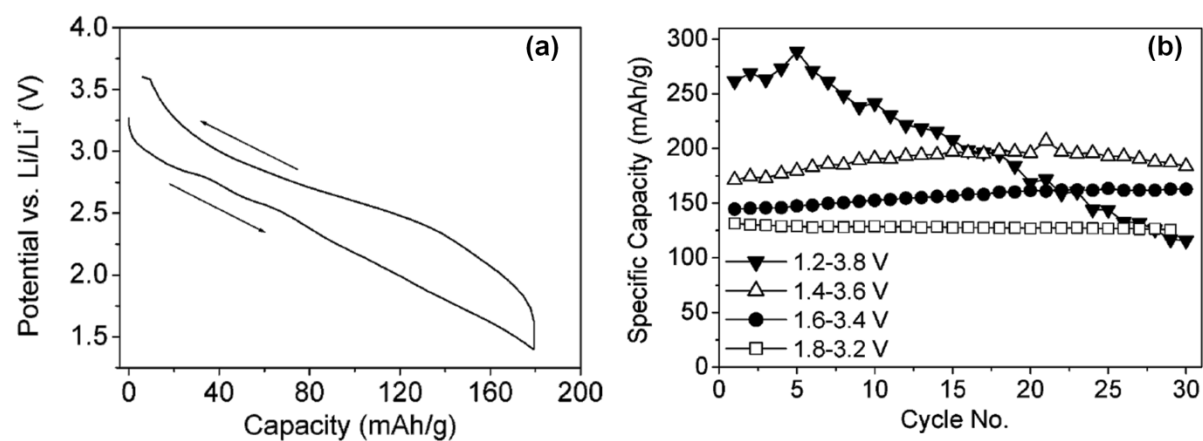 (a)
Potential vs. Li/Li⁺ (V)
4.0
3.5
3.0
2.5
2.0
1.5
0
40
80
120
160
200
Capacity (mAh/g)
(b)
Specific Capacity (mAh/g)
300
250
200
150
100
50
0
1.2-3.8 V
1.4-3.6 V
1.6-3.4 V
1.8-3.2 V
0
5
10
15
20
25
30
Cycle No.